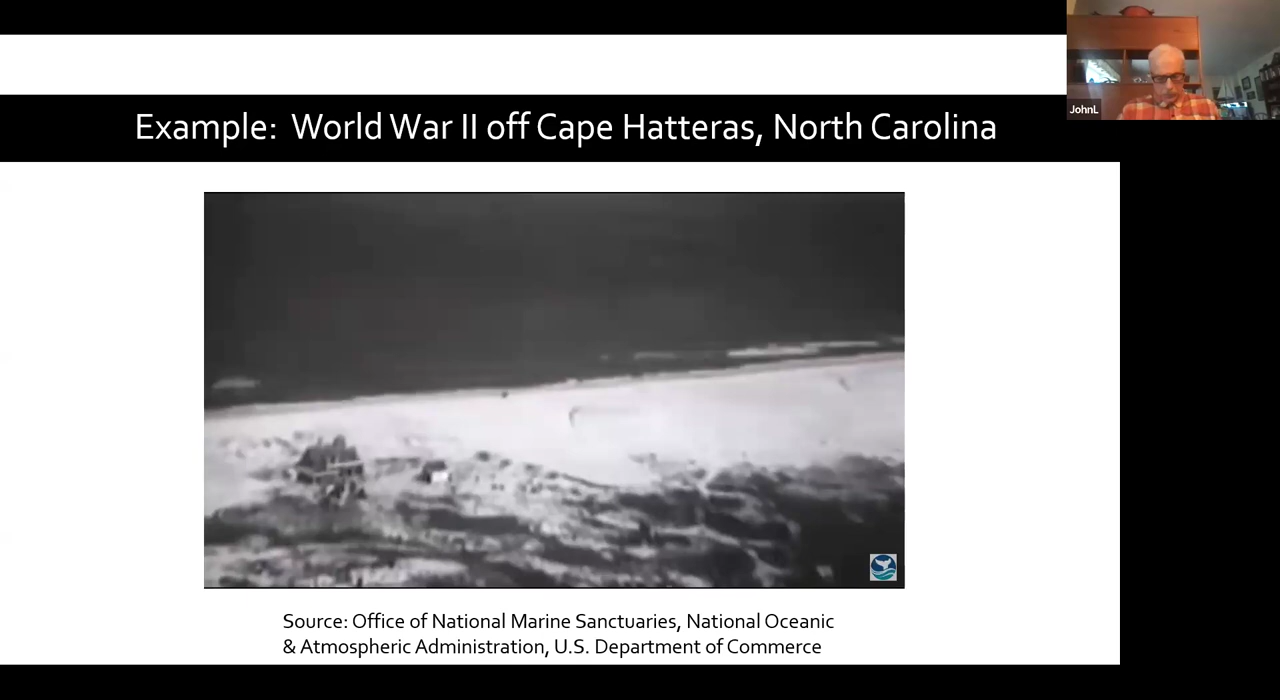 Example: World War II off Cape Hatteras, North Carolina
JohnL
Source: Office of National Marine Sanctuaries, National Oceanic
& Atmospheric Administration, U.S. Department of Commerce